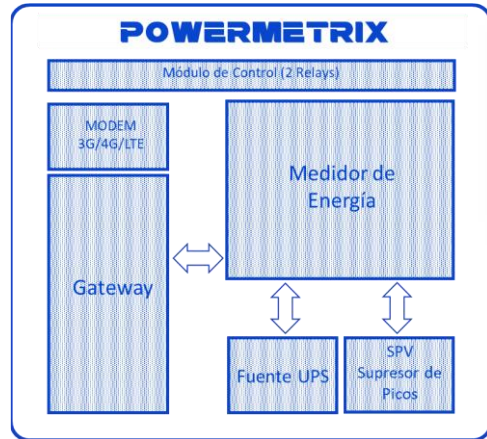 POWERMETRIX
Módulo de Control (2 Relays)
MODEM
3G/4G/LTE
Medidor de
Energía
Gateway
Fuente UPS
SPV
Supresor de
Picos